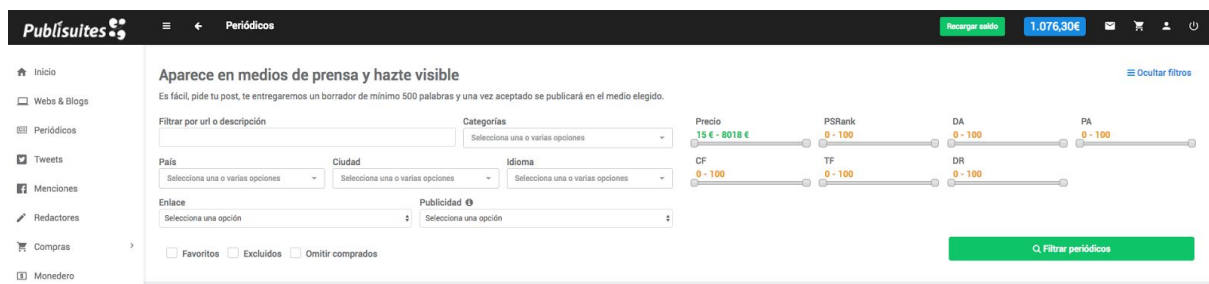 Publisuites
Periódicos
Recargar saldo
1.076,30€
Inicio
Webs & Blogs
Periódicos
Tweets
Menciones
Redactores
Compras
Monedero
Aparece en medios de prensa y hazte visible
Ocultar filtros
Es fácil, pide tu post, te entregaremos un borrador de mínimo 500 palabras y una vez aceptado se publicará en el medio elegido.
Filtrar por url o descripción
Categorías
Selecciona una o varias opciones
País
Ciudad
Idioma
Selecciona una o varias opciones
Selecciona una o varias opciones
Selecciona una o varias opciones
Enlace
Publicidad
Selecciona una opción
Selecciona una opción
Favoritos
Excluidos
Omitir comprados
Precio
PSRank
DA
PA
15 € - 8018 €
0 - 100
0 - 100
0 - 100
CF
TF
DR
0 - 100
0 - 100
0 - 100
Filtrar periódicos